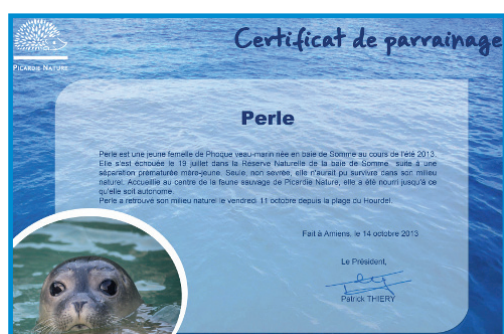 Certificat de parrainage
PICARDIE NATURE
Perle
Perle est une jeune femelle de Phoque veau-marin née en baie de Somme au cours de l'été 2013.
Elle s'est échouée le 19 juillet dans la Réserve Naturelle de la baie de Somme, suite à une
séparation prématurée mère-jeune. Seule, non sevrée, elle n'aurait pu survivre dans son milieu
naturel. Accueillie au centre de la faune sauvage de Picardie Nature, elle a été nourri jusqu'à ce
qu'elle soit autonome.
Perle a retrouvé son milieu naturel le vendredi 11 octobre depuis la plage du Hourdel.
Fait à Amiens, le 14 octobre 2013
Le Président,
Patrick THIERY